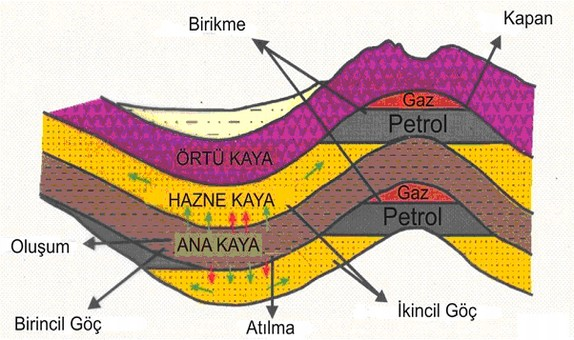 Birikme
Kapan
Gaz
Petrol
ÖRTÜ KAYA
HAZNE KAYA
Gaz
Petrol
ANA KAYA
Oluşum
Birincil Göç
Atılma
İkincil Göç